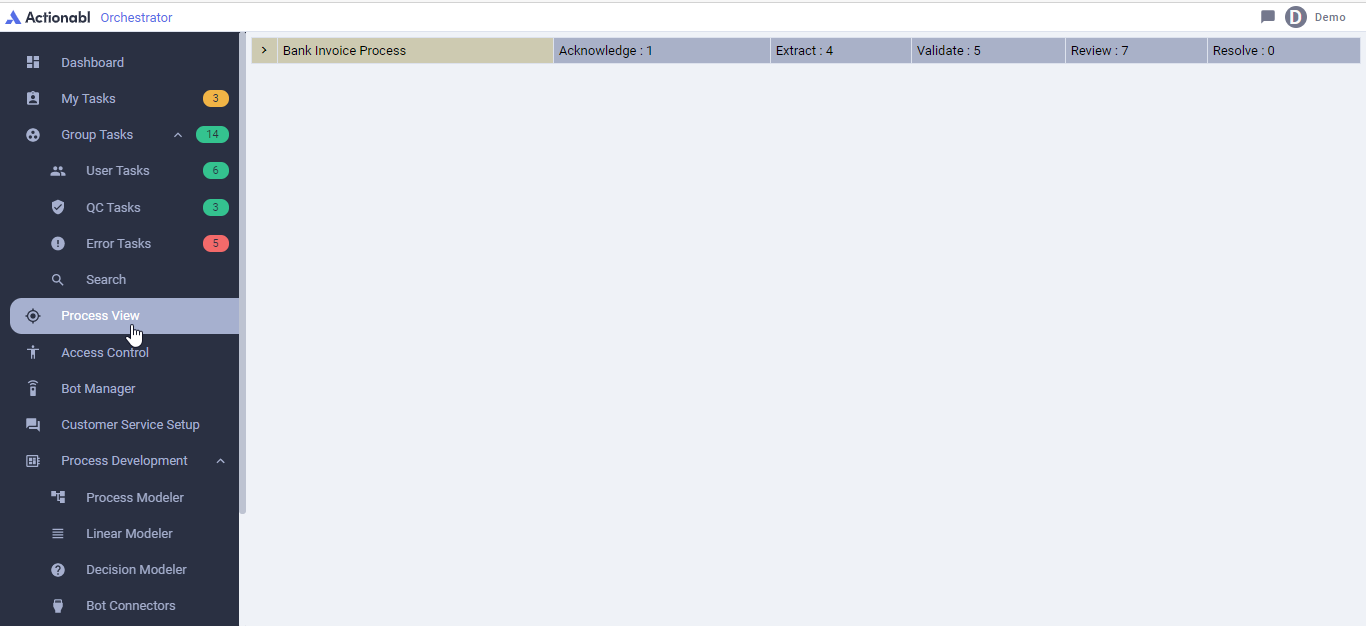 Actionabl Orchestrator
D Demo
Dashboard
My Tasks 3
Group Tasks 14
User Tasks 6
QC Tasks 3
Error Tasks 5
Search
Process View
Access Control
Bot Manager
Customer Service Setup
Process Development
Process Modeler
Linear Modeler
Decision Modeler
Bot Connectors
Bank Invoice Process Acknowledge : 1 Extract : 4 Validate : 5 Review : 7 Resolve : 0